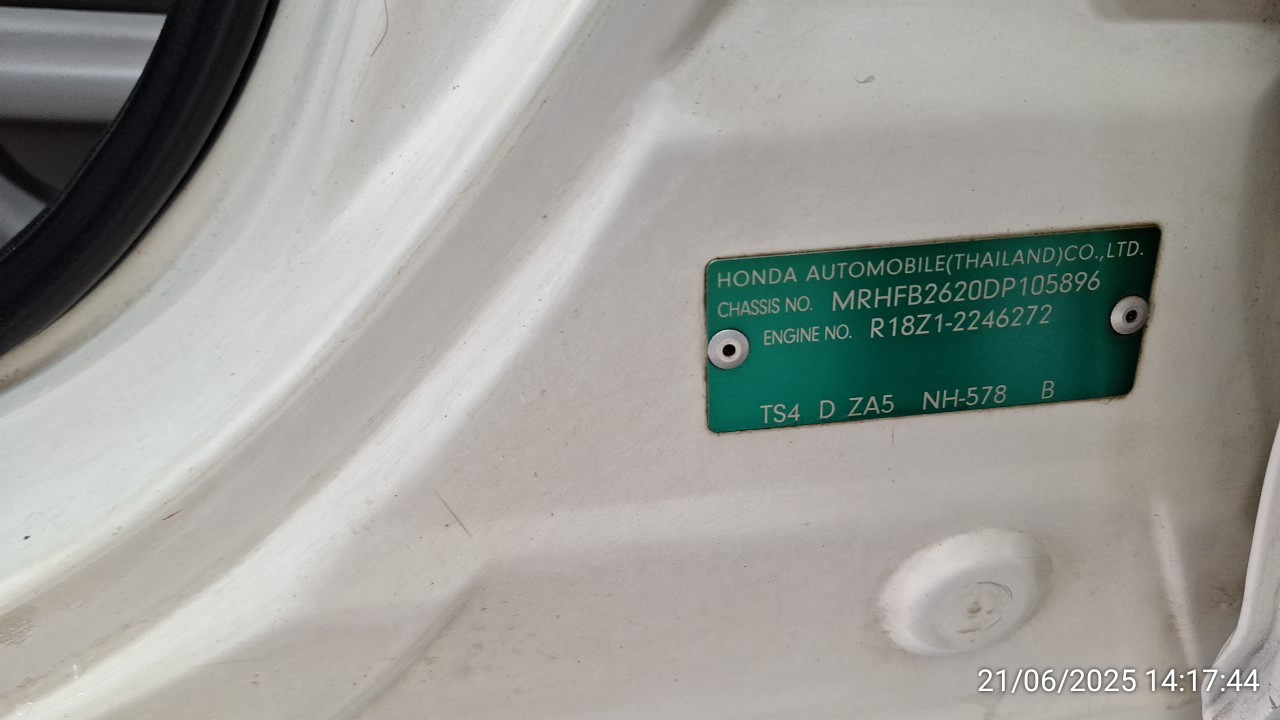 HONDA AUTOMOBILE(THAILAND)CO.,LTD.
CHASSIS NO. MRHFB2620DP105896
ENGINE NO. R18Z1-2246272
TS4 D ZA5 NH-578 B
21/06/2025 14:17:44